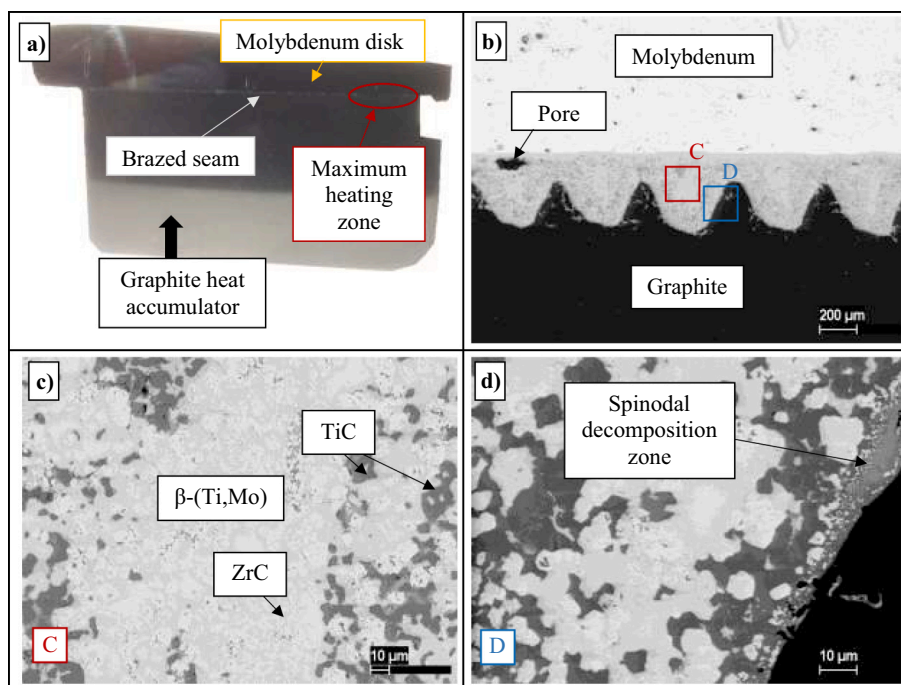 a)
Molybdenum disk
Brazed seam
Maximum
heating
zone
Graphite heat
accumulator
b)
Molybdenum
Pore
C
D
Graphite
200 µm
c)
TiC
β-(Ti,Mo)
ZrC
C
10 µm
d)
Spinodal
decomposition
zone
D
10 µm